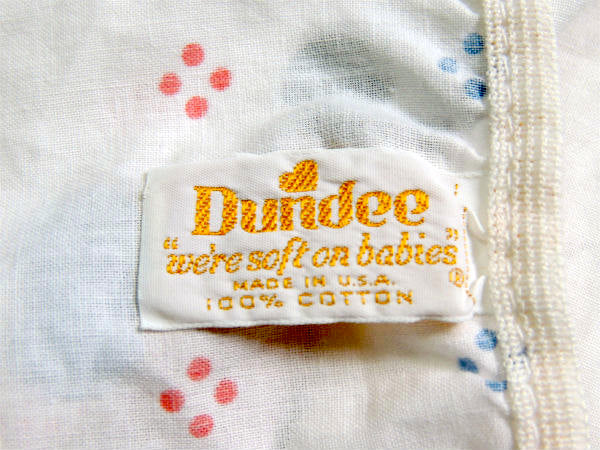 Dundee
"we're soft on babies"®
MADE IN U.S.A.
100% COTTON